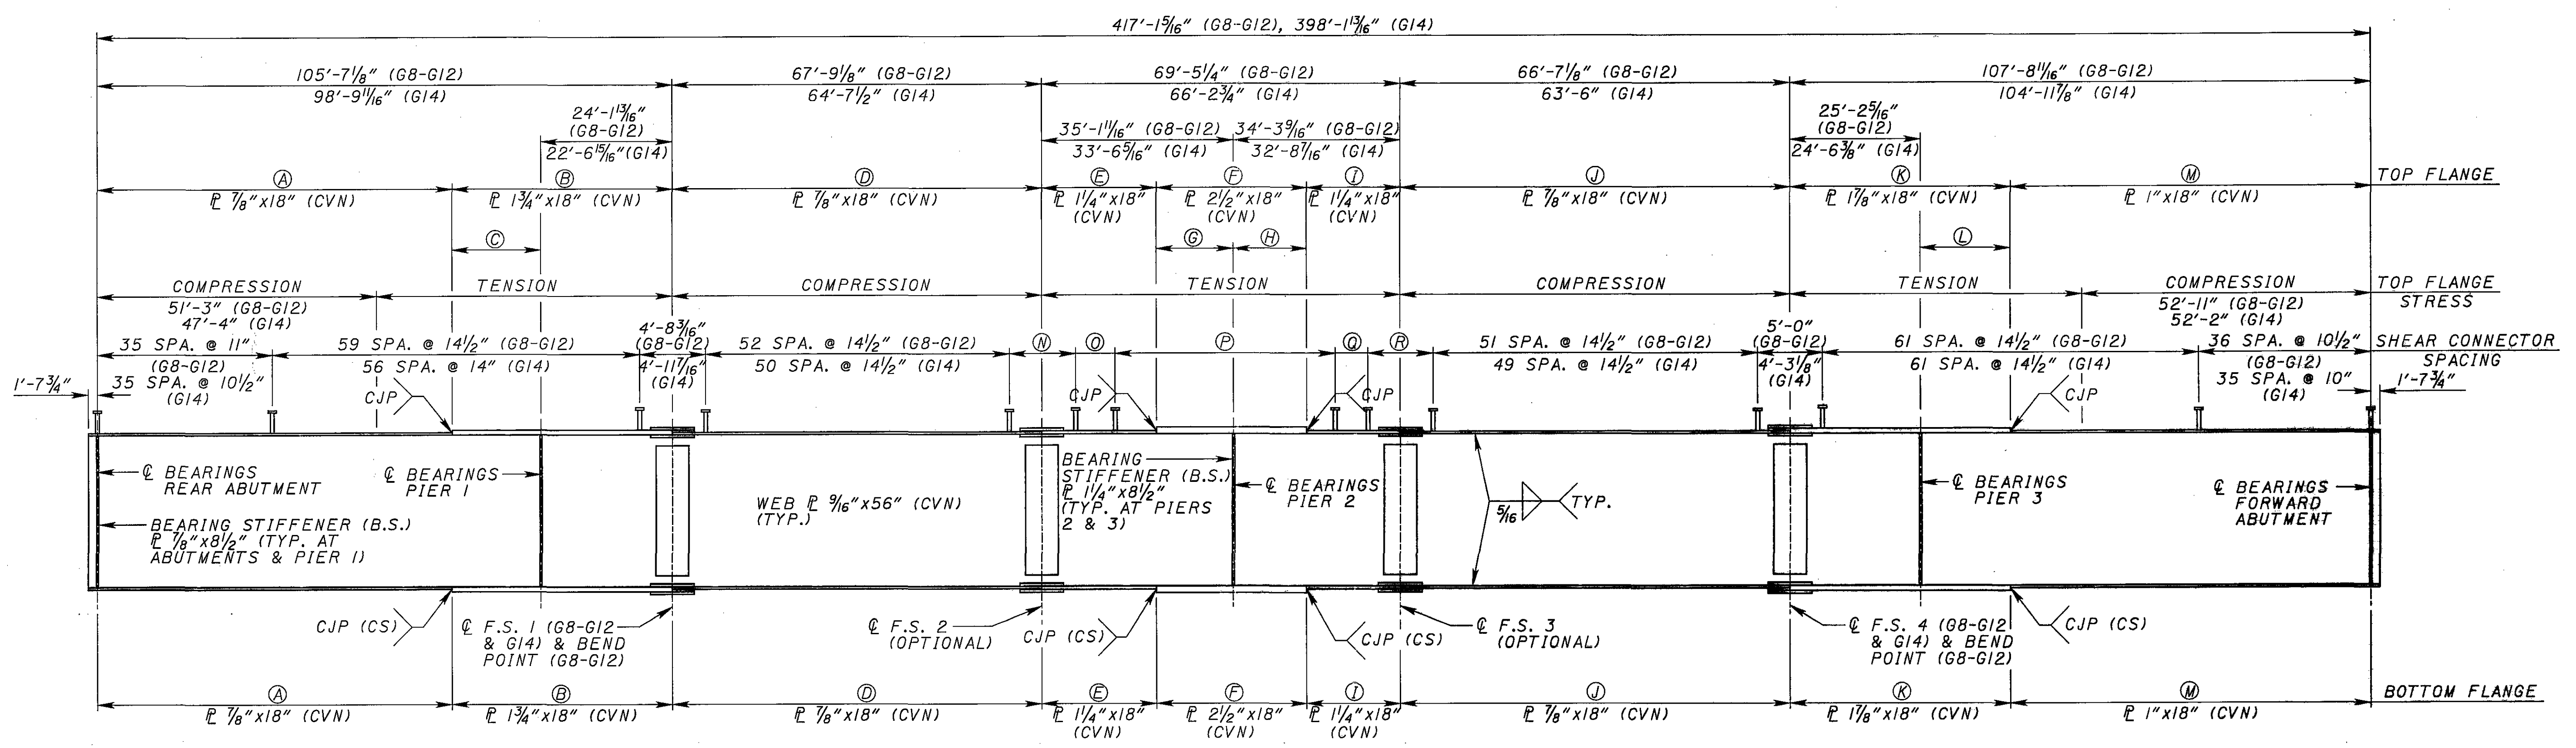 417'-1 5/16" (G8-G12), 398'-1 13/16" (G14)
105'-7 1/8" (G8-G12)
98'-9 11/16" (G14)
67'-9 1/8" (G8-G12)
64'-7 1/2" (G14)
69'-5 1/4" (G8-G12)
66'-2 3/4" (G14)
66'-7 1/8" (G8-G12)
63'-6" (G14)
107'-8 11/16" (G8-G12)
104'-11 7/8" (G14)
24'-1 13/16"
(G8-G12)
22'-6 15/16" (G14)
35'-1 11/16" (G8-G12)
33'-6 5/16" (G14)
34'-3 9/16" (G8-G12)
32'-8 7/16" (G14)
25'-2 5/16"
(G8-G12)
24'-6 3/8" (G14)
A
℄ 7/8"x18" (CVN)
B
℄ 1 3/4"x18" (CVN)
D
℄ 7/8"x18" (CVN)
E
℄ 1 1/4"x18"
(CVN)
F
℄ 2 1/2"x18"
(CVN)
I
℄ 1 1/4"x18"
(CVN)
J
℄ 7/8"x18" (CVN)
K
℄ 1 7/8"x18" (CVN)
M
℄ 1"x18" (CVN)
TOP FLANGE
C
G
H
L
COMPRESSION
51'-3" (G8-G12)
47'-4" (G14)
TENSION
COMPRESSION
TENSION
COMPRESSION
TENSION
COMPRESSION
52'-11" (G8-G12)
52'-2" (G14)
TOP FLANGE
STRESS
35 SPA. @ 11"
(G8-G12)
35 SPA. @ 10 1/2"
(G14)
59 SPA. @ 14 1/2" (G8-G12)
56 SPA. @ 14" (G14)
4'-8 3/16"
(G8-G12)
4'-11 7/16"
(G14)
52 SPA. @ 14 1/2" (G8-G12)
50 SPA. @ 14 1/2" (G14)
N
O
P
Q
R
51 SPA. @ 14 1/2" (G8-G12)
49 SPA. @ 14 1/2" (G14)
5'-0"
(G8-G12)
4'-3 1/8"
(G14)
61 SPA. @ 14 1/2" (G8-G12)
61 SPA. @ 14 1/2" (G14)
36 SPA. @ 10 1/2"
(G8-G12)
35 SPA. @ 10"
(G14)
SHEAR CONNECTOR
SPACING
1'-7 3/4"
1'-7 3/4"
CJP
CJP
CJP
CJP
℄ BEARINGS
REAR ABUTMENT
BEARING STIFFENER (B.S.)
℄ 7/8"x8 1/2" (TYP. AT
ABUTMENTS & PIER 1)
℄ BEARINGS
PIER 1
WEB ℄ 9/16"x56" (CVN)
(TYP.)
BEARING
STIFFENER (B.S.)
℄ 1 1/4"x8 1/2"
(TYP. AT PIERS
2 & 3)
℄ BEARINGS
PIER 2
5/16
TYP.
℄ BEARINGS
PIER 3
℄ BEARINGS
FORWARD
ABUTMENT
CJP (CS)
℄ F.S. 1 (G8-G12
& G14) & BEND
POINT (G8-G12)
℄ F.S. 2
(OPTIONAL)
CJP (CS)
CJP (CS)
℄ F.S. 3
(OPTIONAL)
℄ F.S. 4 (G8-G12
& G14) & BEND
POINT (G8-G12)
CJP (CS)
A
℄ 7/8"x18" (CVN)
B
℄ 1 3/4"x18" (CVN)
D
℄ 7/8"x18" (CVN)
E
℄ 1 1/4"x18"
(CVN)
F
℄ 2 1/2"x18"
(CVN)
I
℄ 1 1/4"x18"
(CVN)
J
℄ 7/8"x18" (CVN)
K
℄ 1 7/8"x18" (CVN)
M
℄ 1"x18" (CVN)
BOTTOM FLANGE